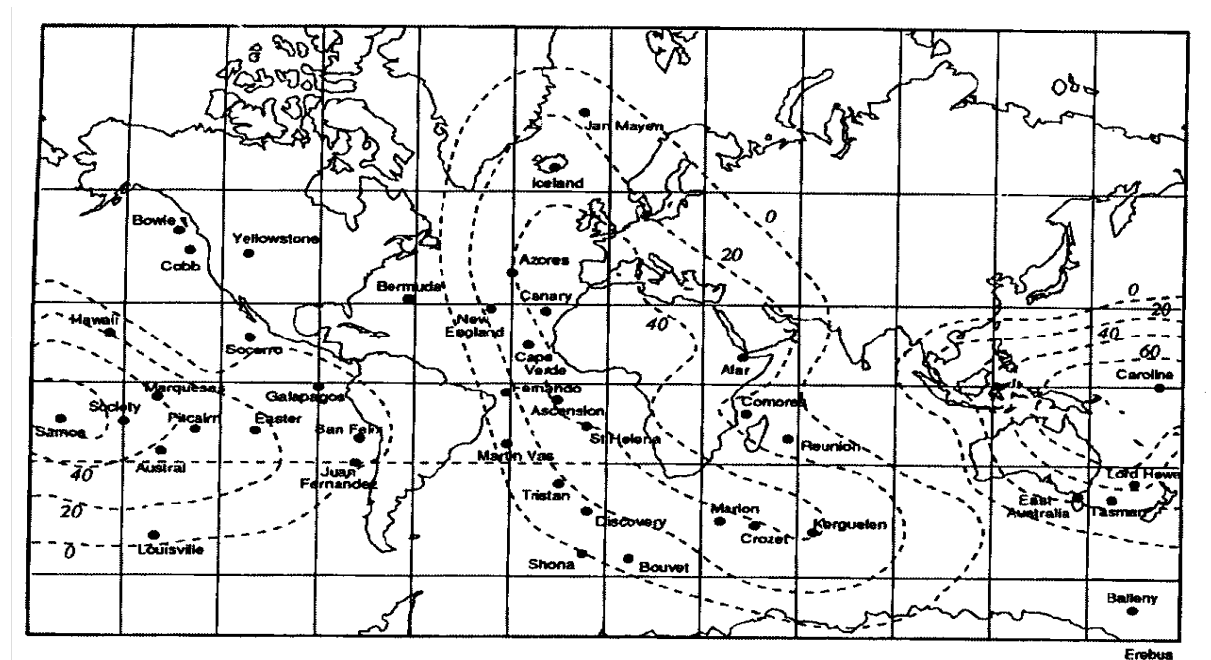 Jan Mayen
Iceland
Bowie
0
Yellowstone
Cobb
20
Azores
Bermuda
Canary
0
20
Hawaii
New
England
40
40
Socorro
Cape
Verde
60
Afar
Caroline
Marquesas
Galapagos
Fernando
Society
Ascension
Comores
Samoa
Pitcairn
Easter
San Felix
St Helena
Reunion
Martin Vas
Austral
40
Juan
Fernandez
Lord Howe
Tristan
East
Australia
Tasman
20
Discovery
Marion
Crozet
Kerguelen
0
Louisville
Shona
Bouvet
Balleny
Erebus